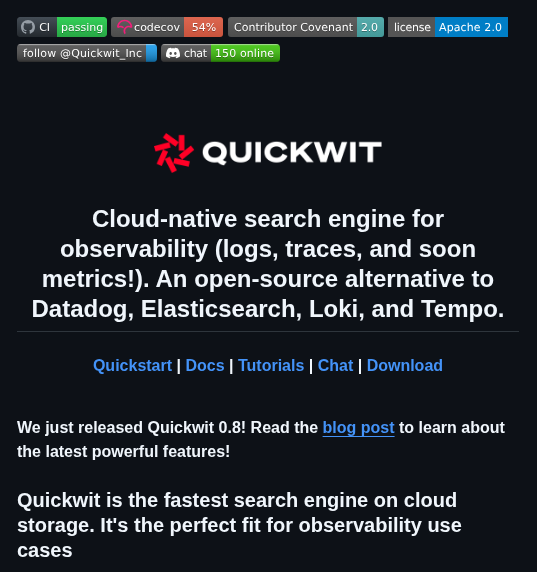 CI passing codecov 54% Contributor Covenant 2.0 license Apache 2.0
follow @Quickwit_Inc chat 150 online
QUICKWIT
Cloud-native search engine for
observability (logs, traces, and soon
metrics!). An open-source alternative to
Datadog, Elasticsearch, Loki, and Tempo.
Quickstart | Docs | Tutorials | Chat | Download
We just released Quickwit 0.8! Read the blog post to learn about
the latest powerful features!
Quickwit is the fastest search engine on cloud
storage. It's the perfect fit for observability use
cases